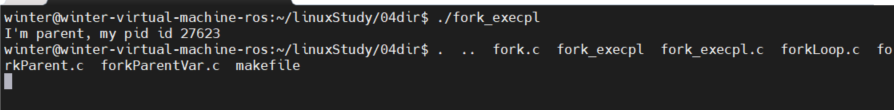 winter@winter-virtual-machine-ros:~/linuxStudy/04dir$ ./fork_execpl
I'm parent, my pid id 27623
winter@winter-virtual-machine-ros:~/linuxStudy/04dir$ .  ..  fork.c  fork_execpl  fork_execpl.c  forkLoop.c  fo
rkParent.c  forkParentVar.c  makefile